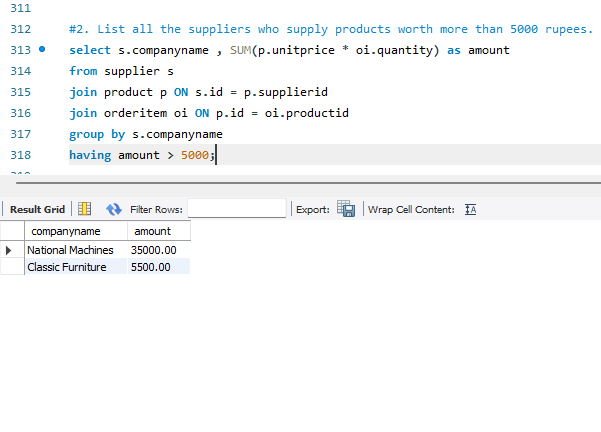 311
312 #2. List all the suppliers who supply products worth more than 5000 rupees.
313 select s.companyname , SUM(p.unitprice * oi.quantity) as amount
314 from supplier s
315 join product p ON s.id = p.supplierid
316 join orderitem oi ON p.id = oi.productid
317 group by s.companyname
318 having amount > 5000;
Result Grid Filter Rows: Export: Wrap Cell Content: IA
companyname amount
National Machines 35000.00
Classic Furniture 5500.00